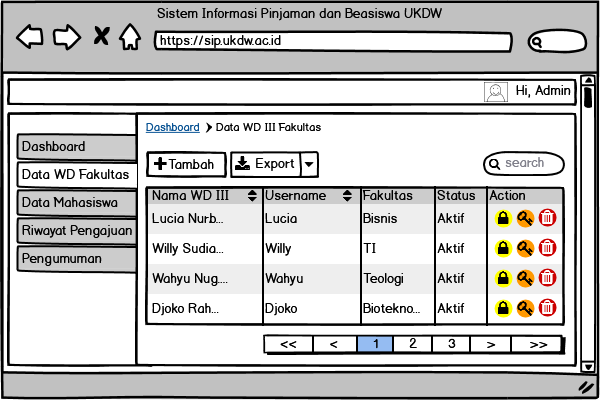 Sistem Informasi Pinjaman dan Beasiswa UKDW
https://sip.ukdw.ac.id
Hi, Admin
Dashboard
Data WD Fakultas
Data Mahasiswa
Riwayat Pengajuan
Pengumuman
Dashboard > Data WD III Fakultas
+Tambah Export search
Nama WD III Username Fakultas Status Action
Lucia Nurb... Lucia Bisnis Aktif
Willy Sudia... Willy TI Aktif
Wahyu Nug.... Wahyu Teologi Aktif
Djoko Rah... Djoko Biotekno... Aktif
<< < 1 2 3 > >>